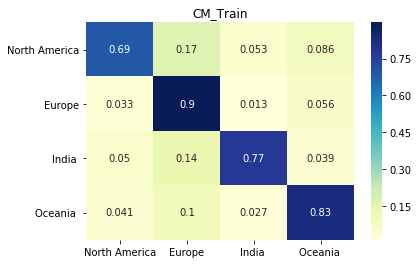 CM_Train
North America 0.69 0.17 0.053 0.086
Europe 0.033 0.9 0.013 0.056
India 0.05 0.14 0.77 0.039
Oceania 0.041 0.1 0.027 0.83
North America Europe India Oceania
0.75
0.60
0.45
0.30
0.15